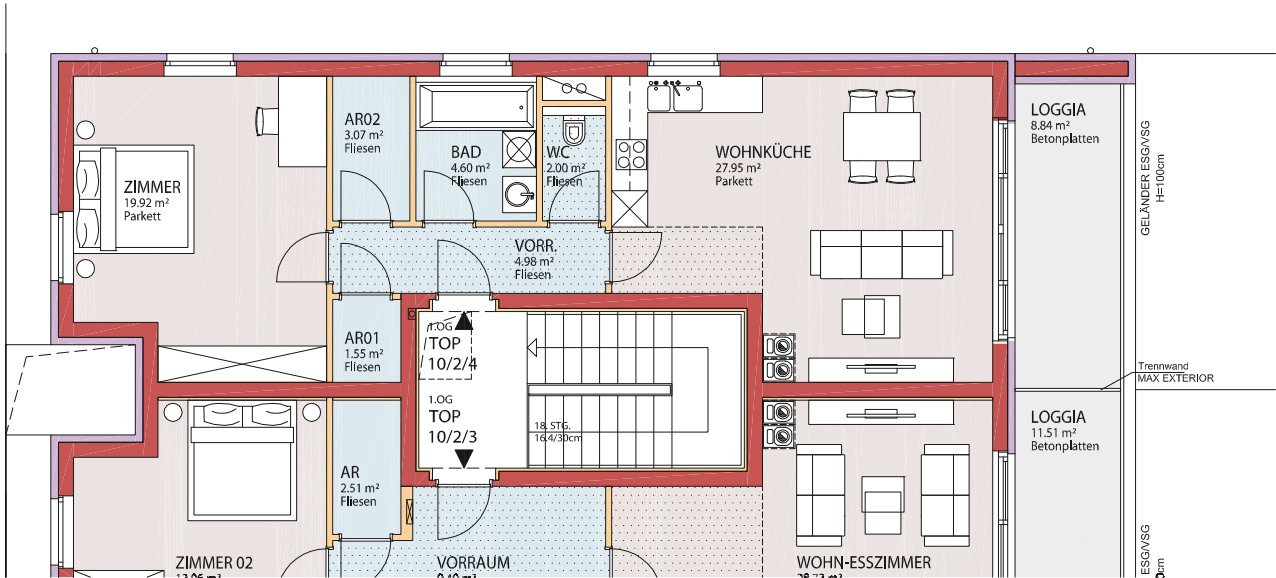 ZIMMER
19.92 m²
Parkett
AR02
3.07 m²
Fliesen
BAD
4.60 m²
Fliesen
WC
2.00 m²
Fliesen
WOHNKÜCHE
27.95 m²
Parkett
LOGGIA
8.84 m²
Betonplatten
GELÄNDER ESG/VSG
H=100cm
VORR.
4.98 m²
Fliesen
AR01
1.55 m²
Fliesen
1.OG
TOP
10/2/4
1.OG
TOP
10/2/3
18. STG.
16.4/30cm
Trennwand
MAX EXTERIOR
LOGGIA
11.51 m²
Betonplatten
AR
2.51 m²
Fliesen
ZIMMER 02
VORRAUM
WOHN-ESSZIMMER
ESG/VSG